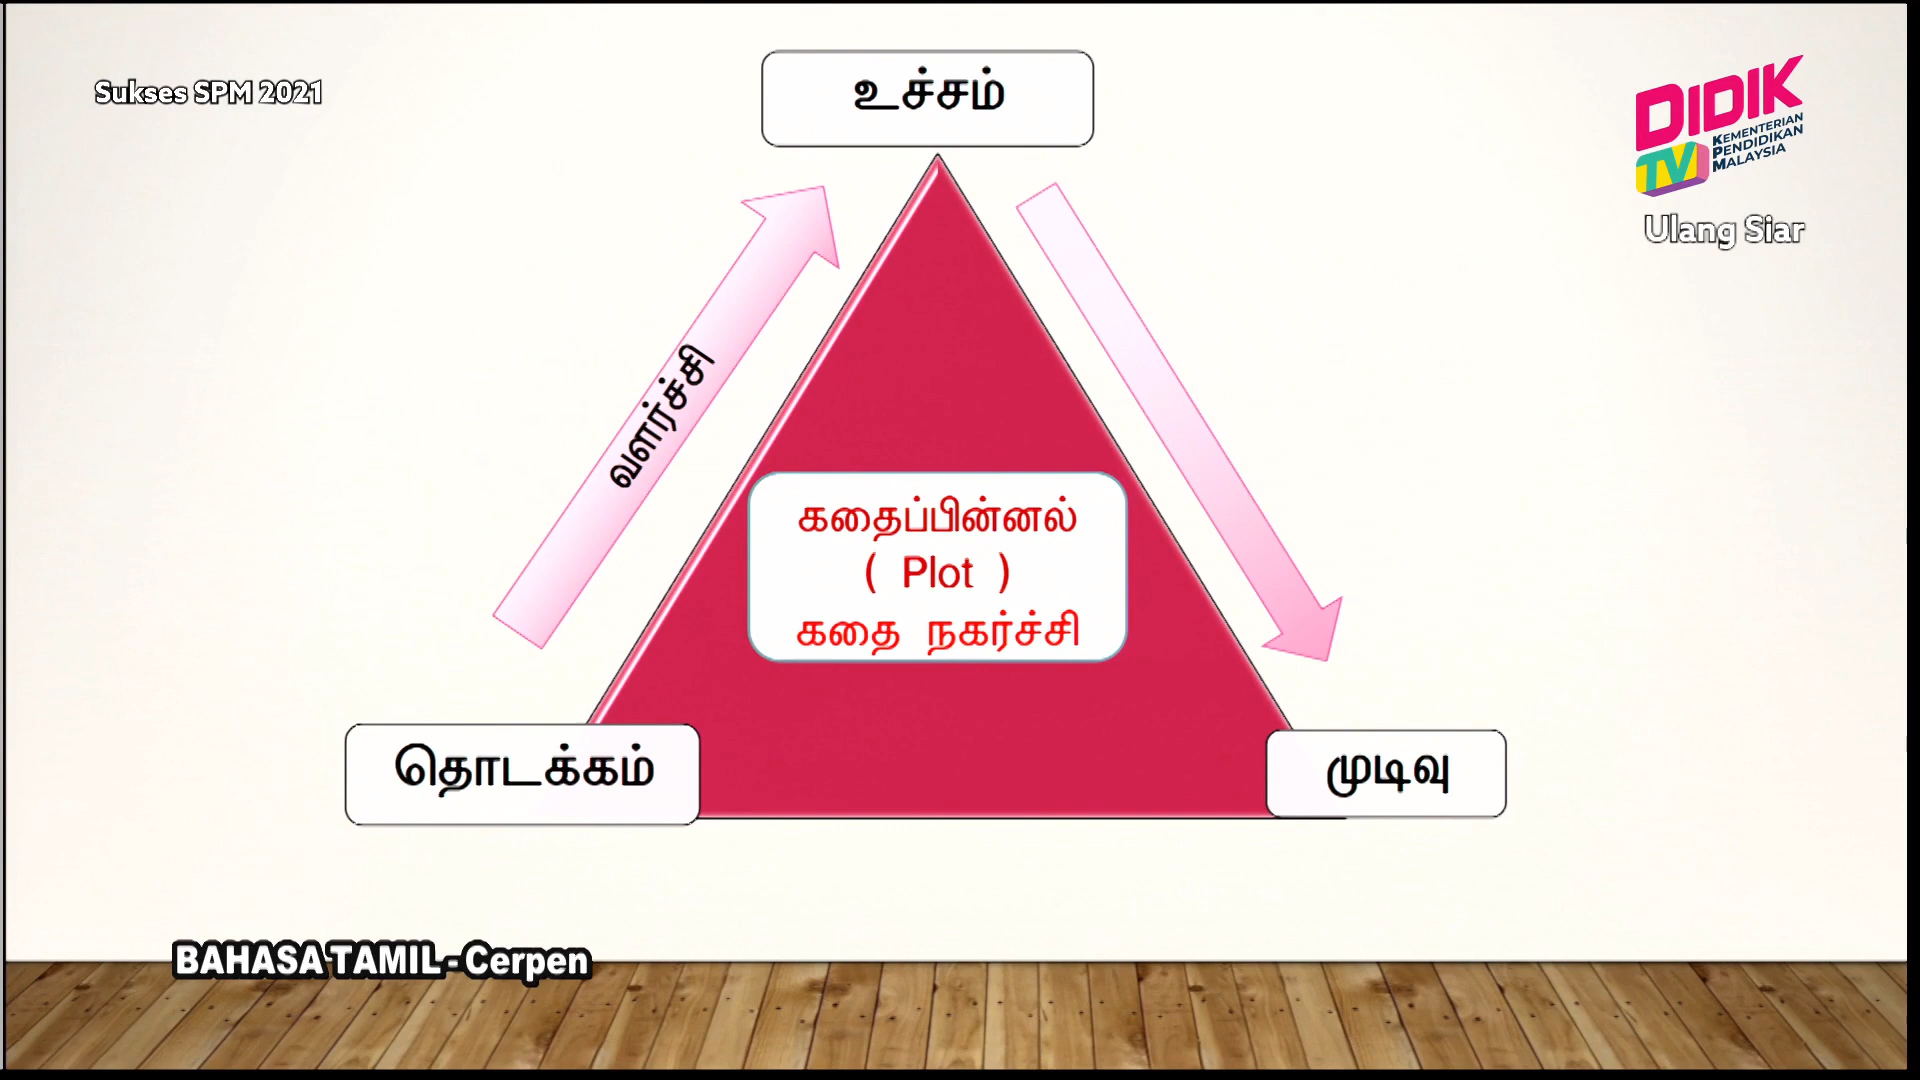 Sukses SPM 2021
உச்சம்
DIDIK
TV
KEMENTERIAN
PENDIDIKAN
MALAYSIA
Ulang Siar
வளர்ச்சி
கதைப்பின்னல்
( Plot )
கதை நகர்ச்சி
தொடக்கம்
முடிவு
BAHASA TAMIL - Cerpen